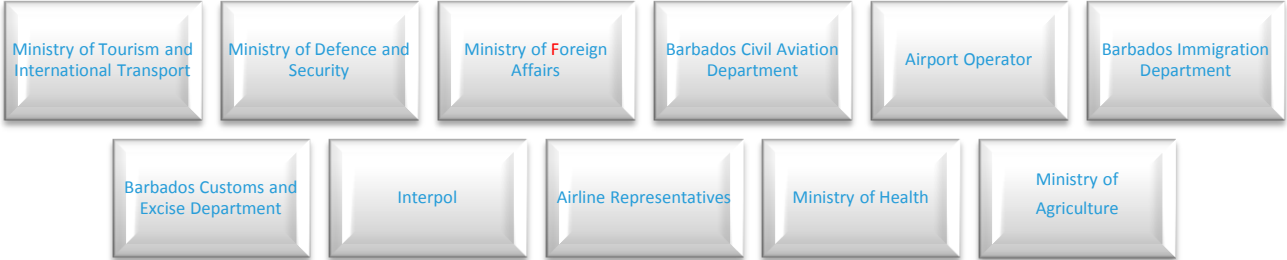 Ministry of Tourism and
International Transport
Ministry of Defence and
Security
Ministry of Foreign
Affairs
Barbados Civil Aviation
Department
Airport Operator
Barbados Immigration
Department
Barbados Customs and
Excise Department
Interpol
Airline Representatives
Ministry of Health
Ministry of
Agriculture